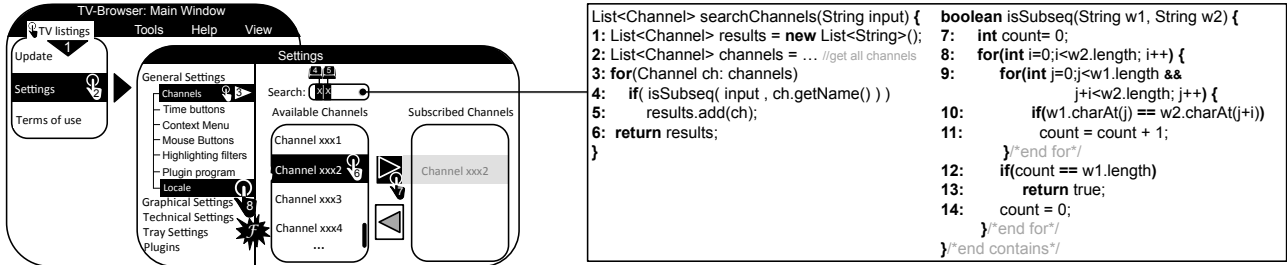 TV-Browser: Main Window
TV listings Tools Help View
1
Update
Settings
2
Terms of use
Settings
General Settings
Channels 3
Time buttons
Context Menu
Mouse Buttons
Highlighting filters
Plugin program
Locale
8
Graphical Settings
Technical Settings
Tray Settings
Plugins
4 5
Search: x x
Available Channels Subscribed Channels
Channel xxx1
Channel xxx2 6
7
Channel xxx2
Channel xxx3
Channel xxx4
...
List<Channel> searchChannels(String input) {
1: List<Channel> results = new List<String>();
2: List<Channel> channels = … //get all channels
3: for(Channel ch: channels)
4: if( isSubseq( input , ch.getName() ) )
5: results.add(ch);
6: return results;
}
boolean isSubseq(String w1, String w2) {
7: int count= 0;
8: for(int i=0;i<w2.length; i++) {
9: for(int j=0;j<w1.length &&
j+i<w2.length; j++) {
10: if(w1.charAt(j) == w2.charAt(j+i))
11: count = count + 1;
}/*end for*/
12: if(count == w1.length)
13: return true;
14: count = 0;
}/*end for*/
}/*end contains*/